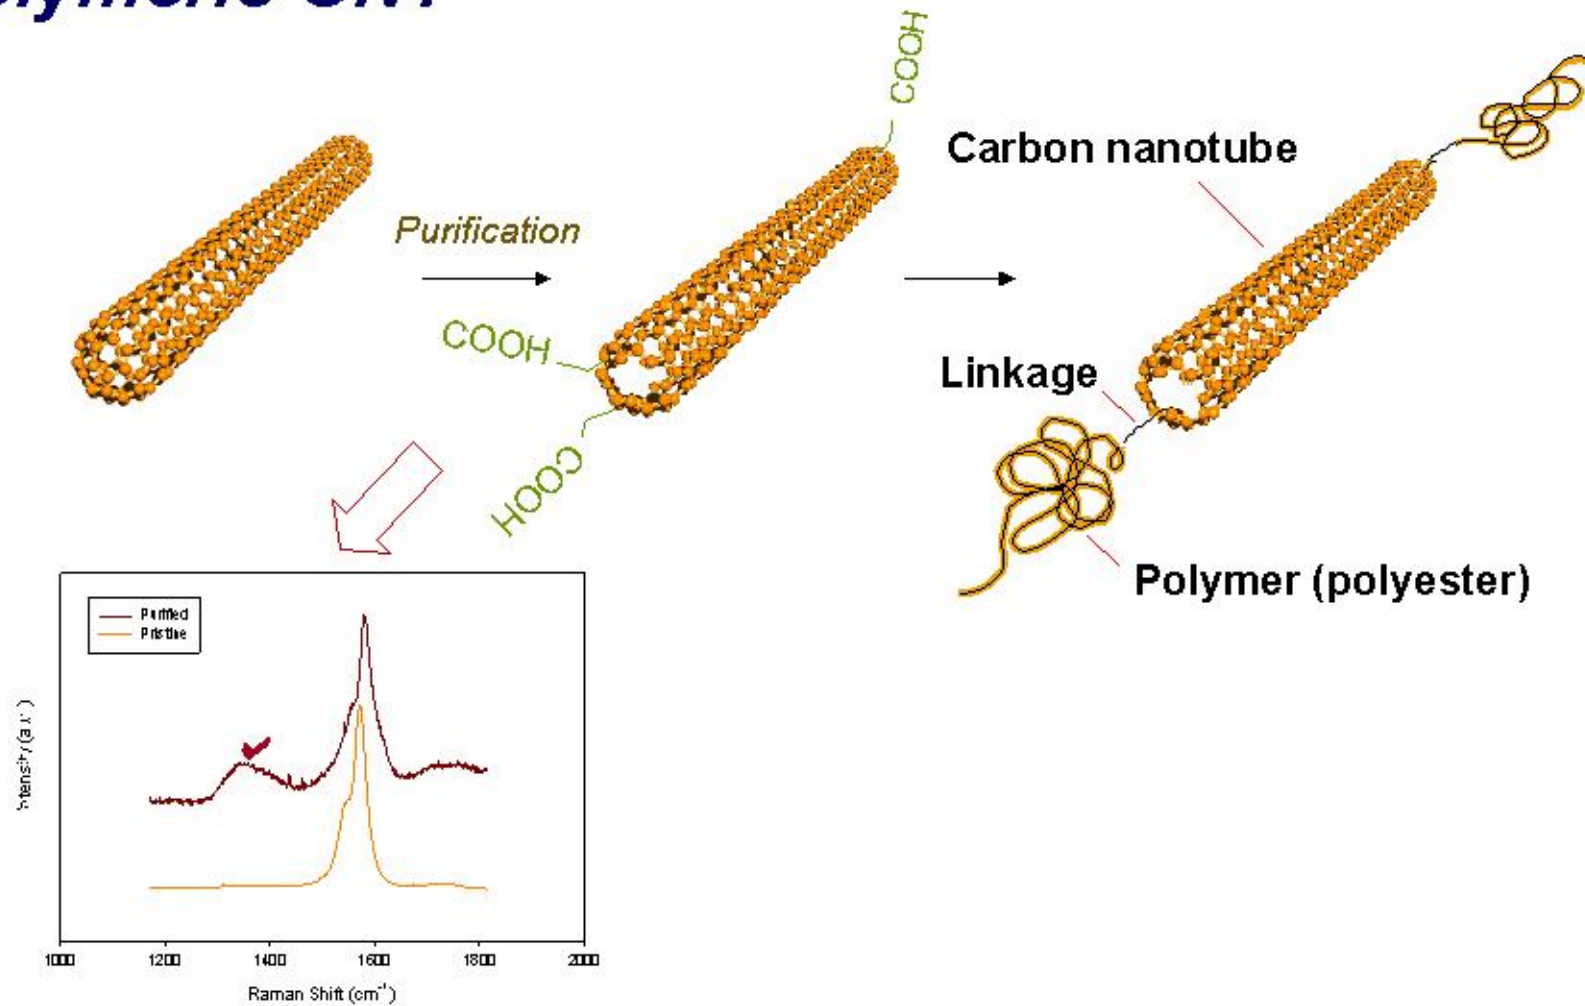 COOH
Carbon nanotube
Purification
COOH
Linkage
COOH
Polymer (polyester)
Purified
Pristine
1000 1200 1400 1600 1800 2000
Raman Shift (cm⁻¹)